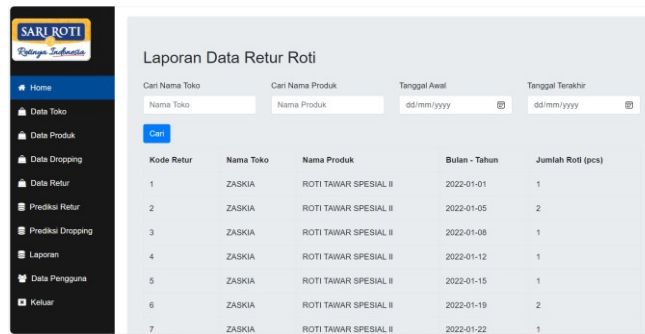 SARI ROTI
Rotinya Indonesia
Home
Data Toko
Data Produk
Data Dropping
Data Retur
Prediksi Retur
Prediksi Dropping
Laporan
Data Pengguna
Keluar
Laporan Data Retur Roti
Cari Nama Toko Cari Nama Produk Tanggal Awal Tanggal Terakhir
Nama Toko Nama Produk dd/mm/yyyy dd/mm/yyyy
Cari
Kode Retur Nama Toko Nama Produk Bulan - Tahun Jumlah Roti (pcs)
1 ZASKIA ROTI TAWAR SPESIAL II 2022-01-01 1
2 ZASKIA ROTI TAWAR SPESIAL II 2022-01-05 2
3 ZASKIA ROTI TAWAR SPESIAL II 2022-01-08 1
4 ZASKIA ROTI TAWAR SPESIAL II 2022-01-12 1
5 ZASKIA ROTI TAWAR SPESIAL II 2022-01-15 1
6 ZASKIA ROTI TAWAR SPESIAL II 2022-01-19 2
7 ZASKIA ROTI TAWAR SPESIAL II 2022-01-22 1